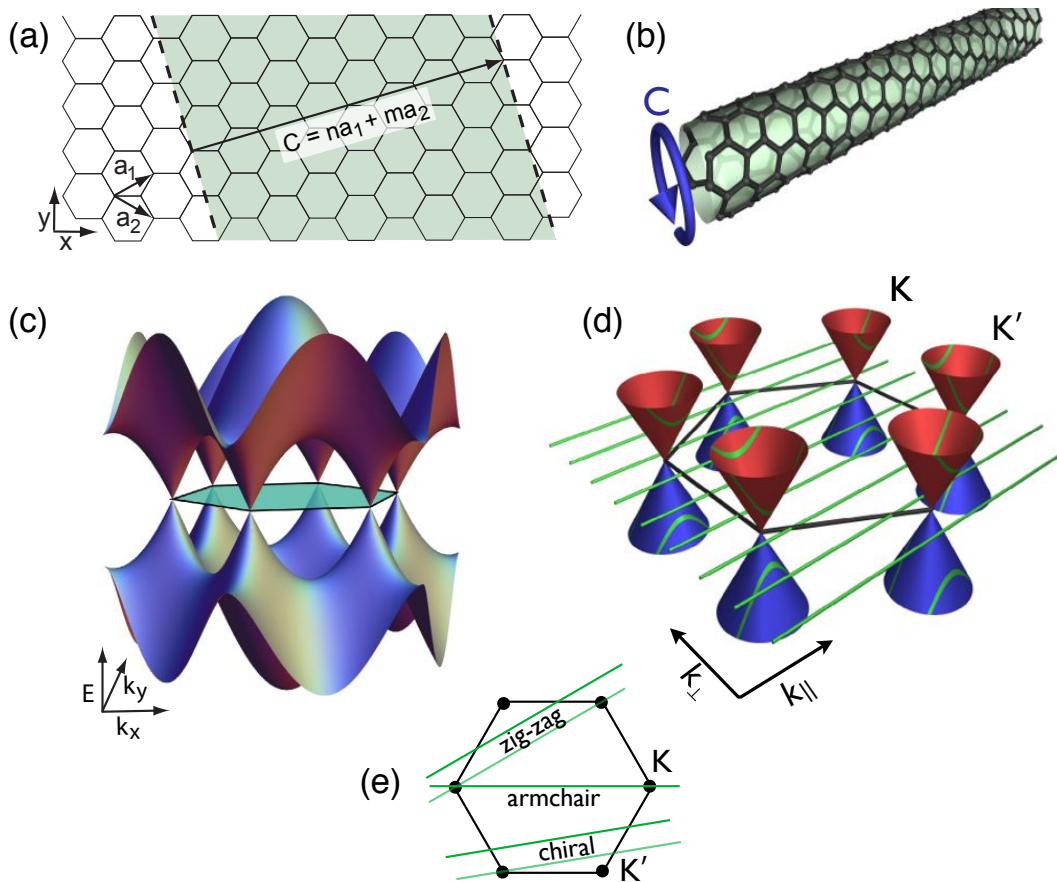 (a)
C = na1 + ma2
a1
a2
y
x
(b)
C
(c)
E
ky
kx
(d)
K
K′
k⊥
k||
(e)
zig-zag
K
armchair
chiral
K′